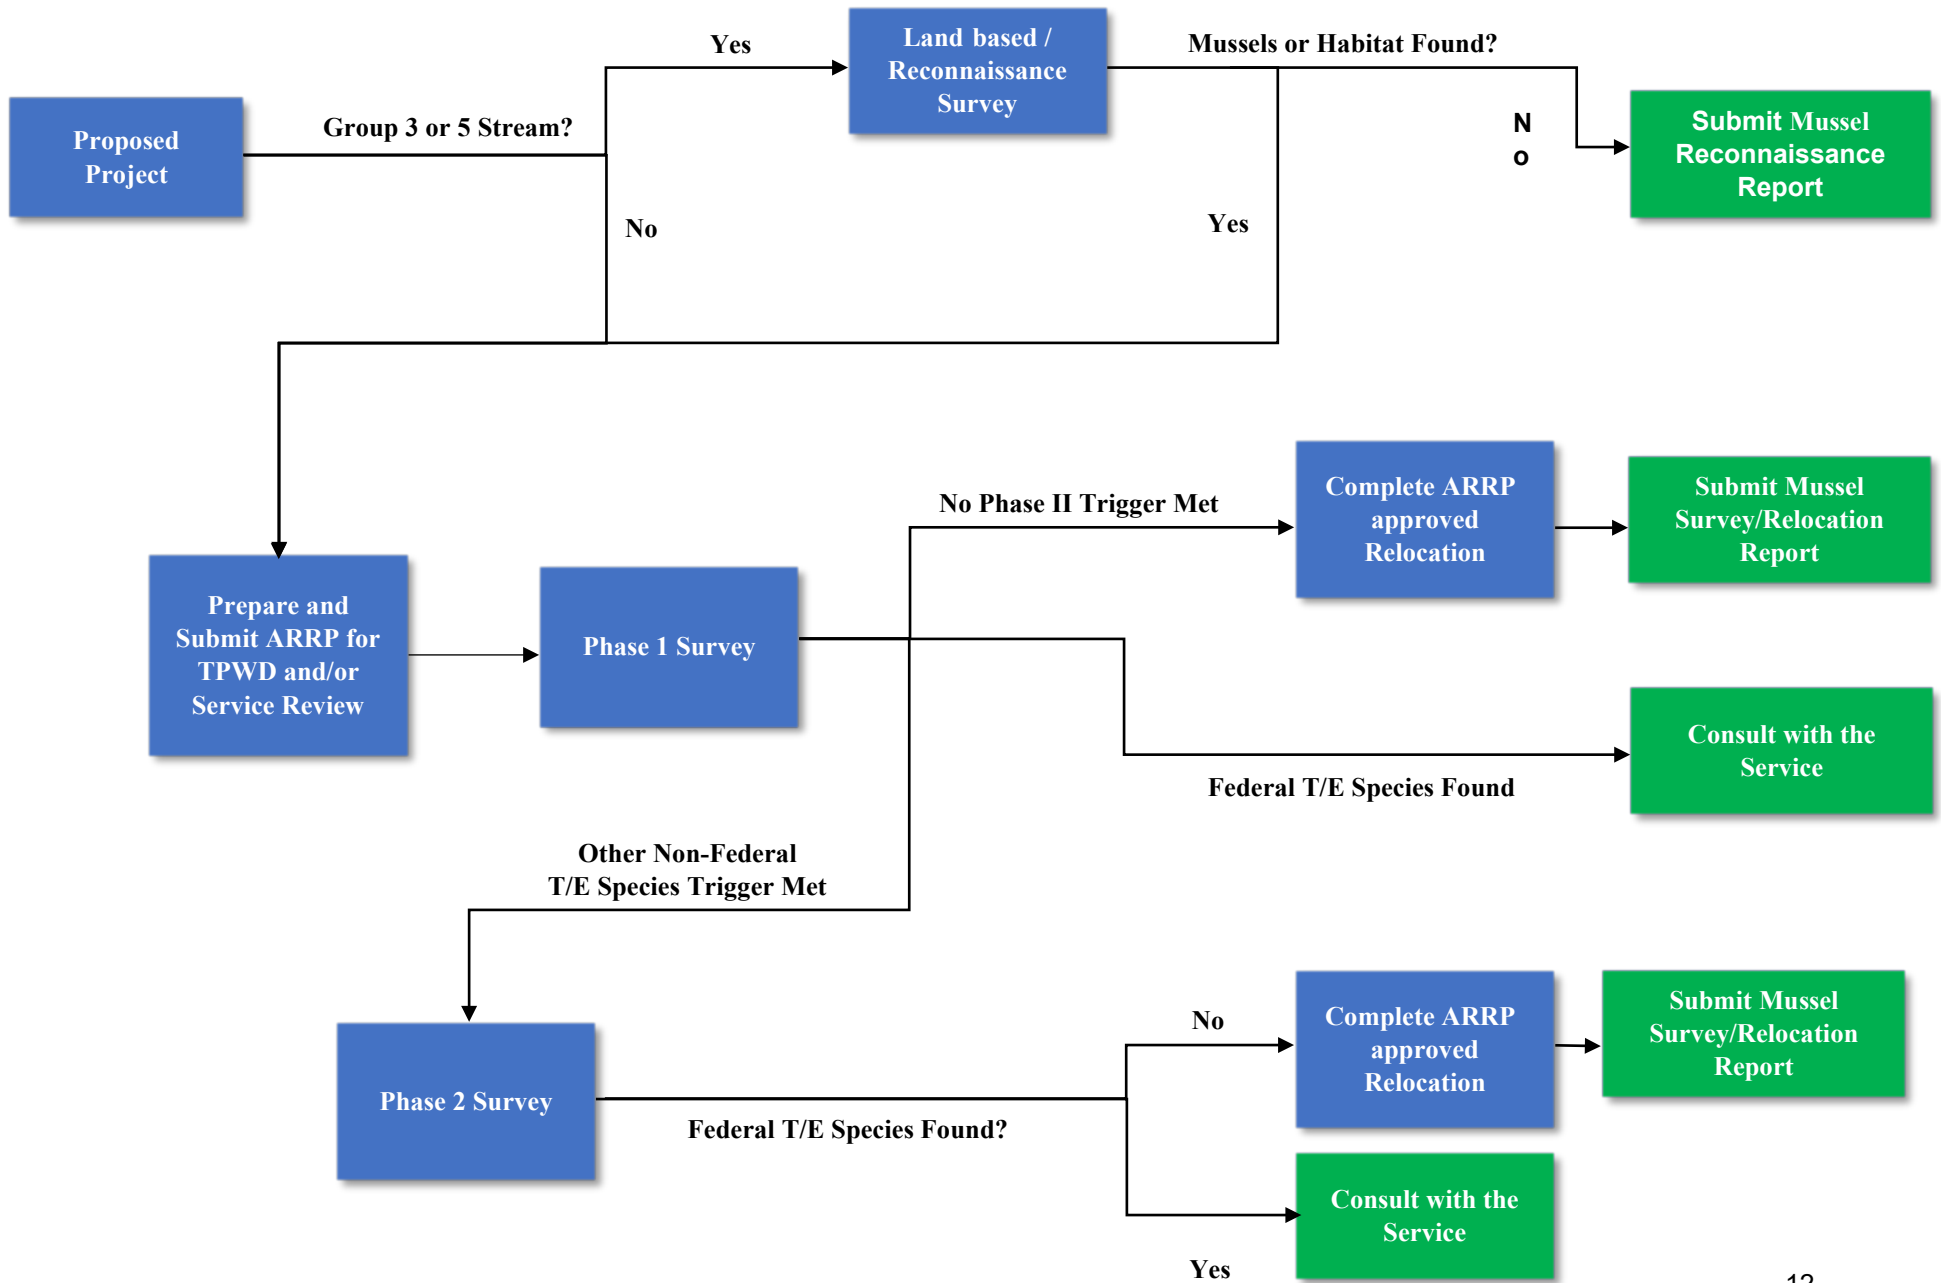 Yes
Land based /
Reconnaissance
Survey
Mussels or Habitat Found?
Proposed
Project
Group 3 or 5 Stream?
N
o
Submit Mussel
Reconnaissance
Report
No
Yes
No Phase II Trigger Met
Complete ARRP
approved
Relocation
Submit Mussel
Survey/Relocation
Report
Prepare and
Submit ARRP for
TPWD and/or
Service Review
Phase 1 Survey
Consult with the
Service
Federal T/E Species Found
Other Non-Federal
T/E Species Trigger Met
No
Complete ARRP
approved
Relocation
Submit Mussel
Survey/Relocation
Report
Phase 2 Survey
Federal T/E Species Found?
Consult with the
Service
Yes
12